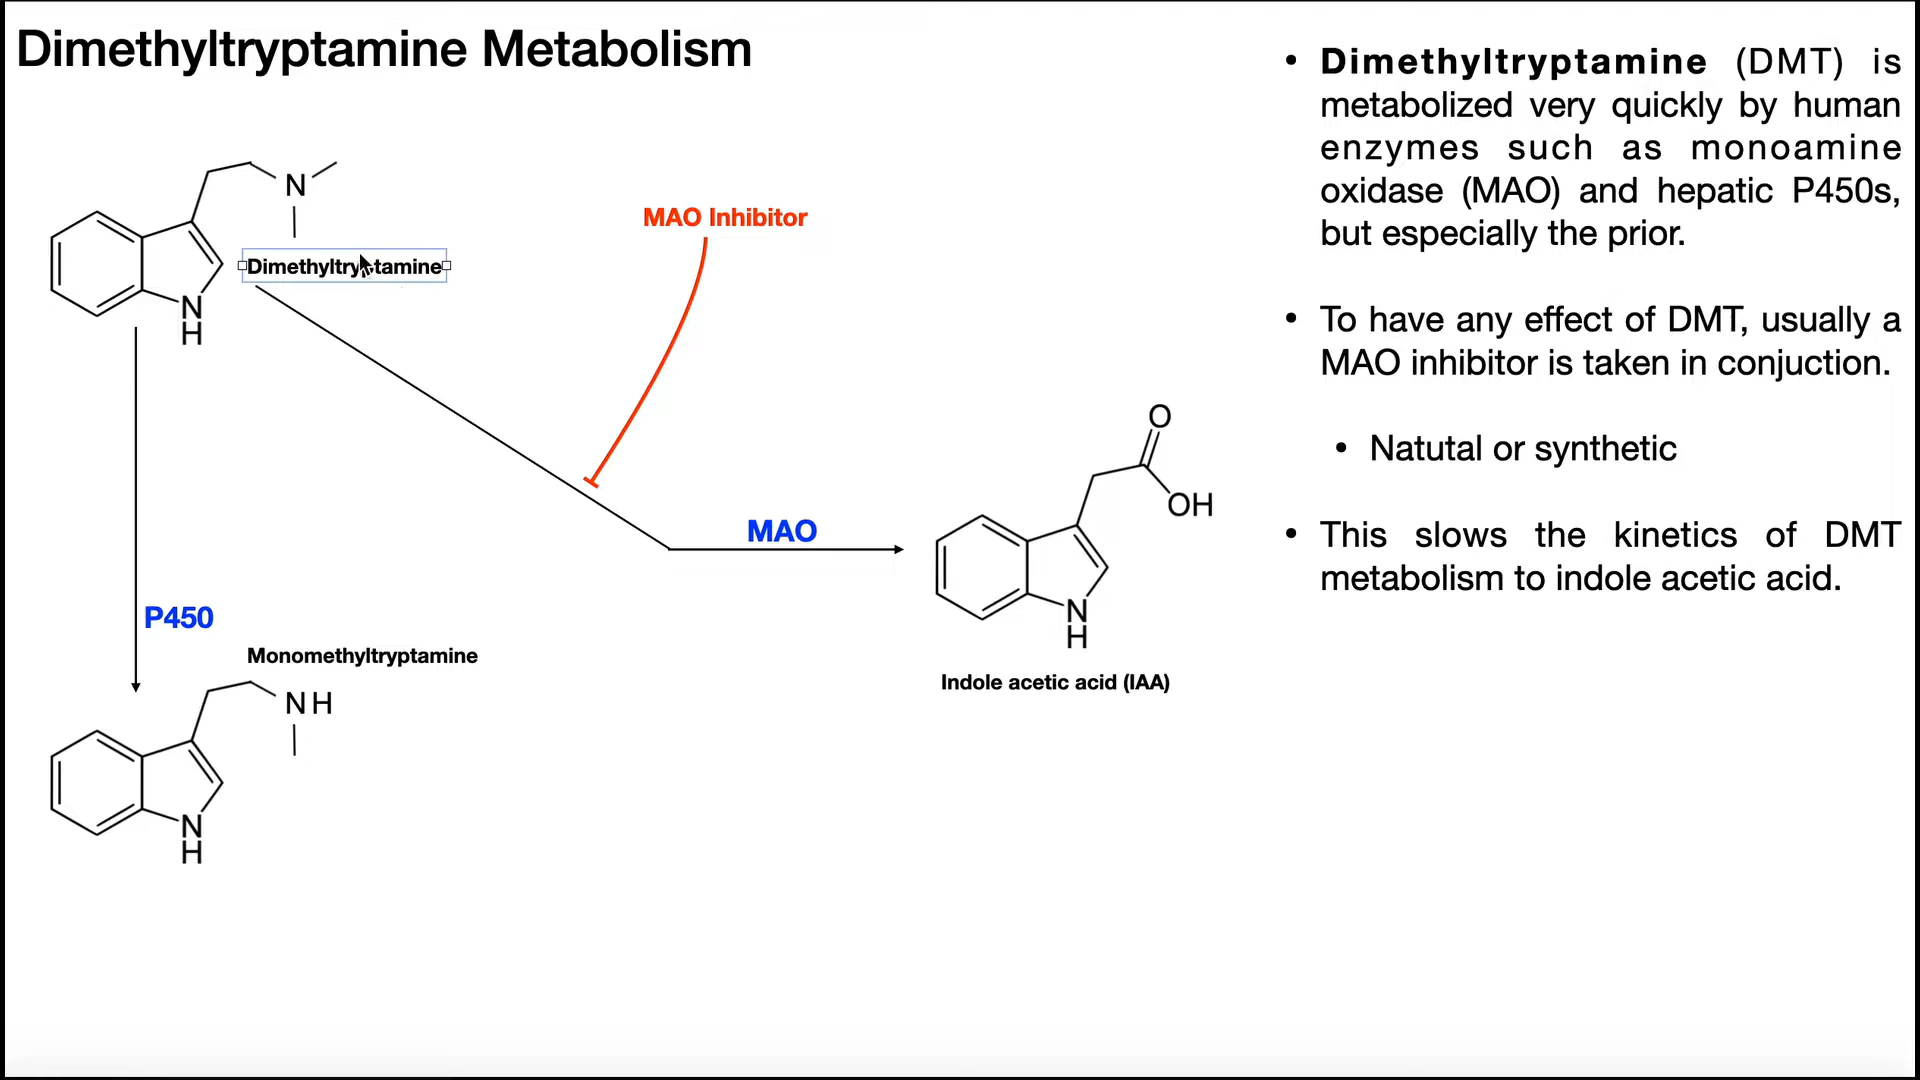 Dimethyltryptamine Metabolism
• Dimethyltryptamine (DMT) is
metabolized very quickly by human
enzymes such as monoamine
oxidase (MAO) and hepatic P450s,
but especially the prior.
• To have any effect of DMT, usually a
MAO inhibitor is taken in conjuction.
• Natutal or synthetic
• This slows the kinetics of DMT
metabolism to indole acetic acid.
N
Dimethyltryptamine
N
H
MAO Inhibitor
MAO
O
OH
N
H
Indole acetic acid (IAA)
P450
Monomethyltryptamine
NH
N
H